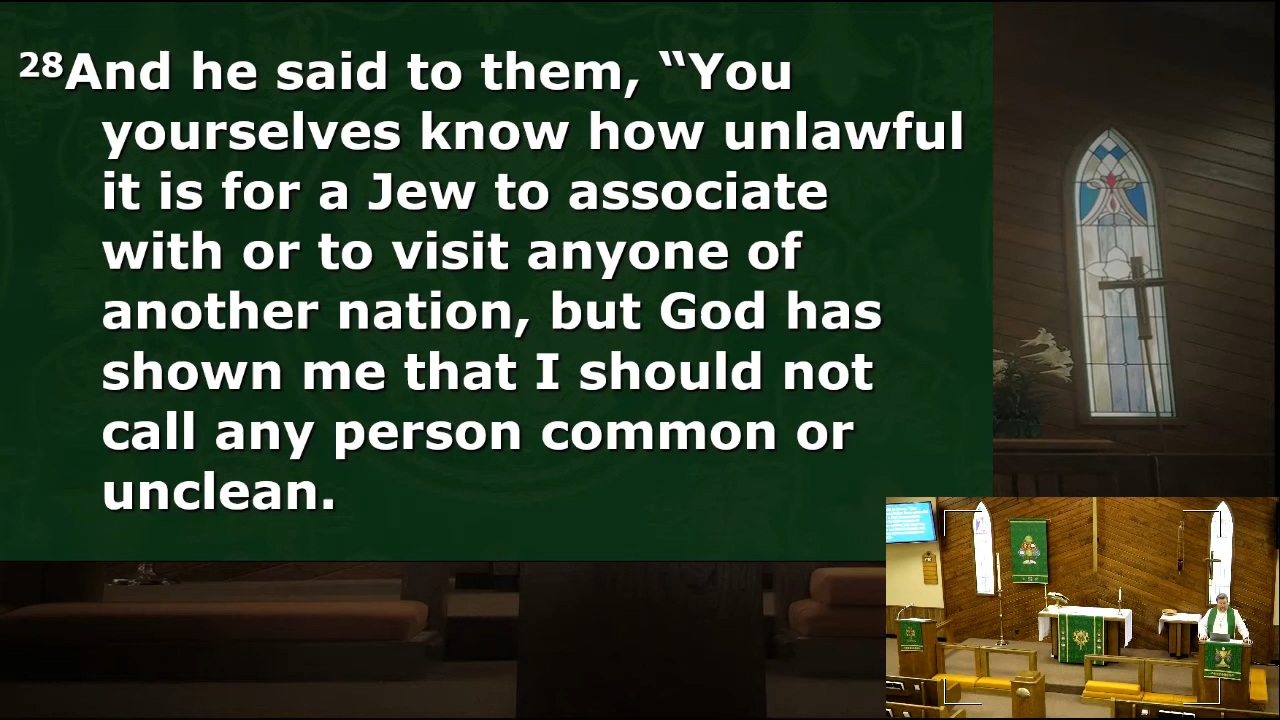 28And he said to them, “You
yourselves know how unlawful
it is for a Jew to associate
with or to visit anyone of
another nation, but God has
shown me that I should not
call any person common or
unclean.